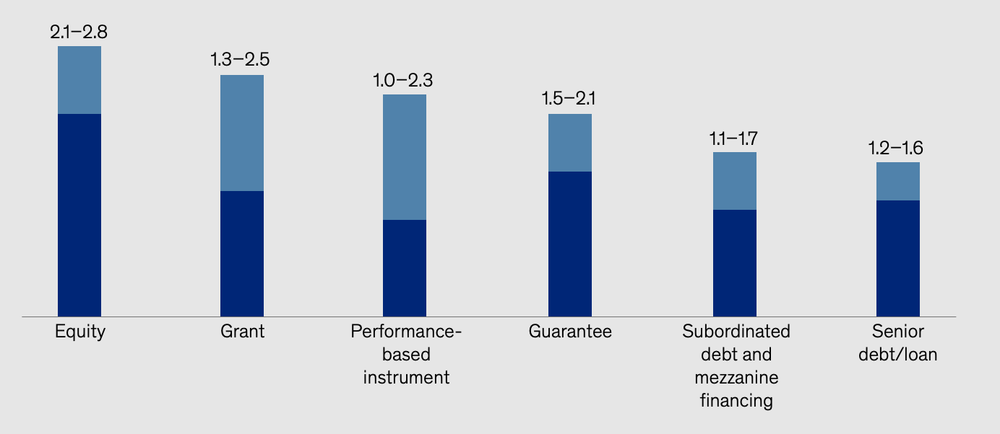 2.1–2.8
1.3–2.5
1.0–2.3
1.5–2.1
1.1–1.7
1.2–1.6
Equity
Grant
Performance-
based
instrument
Guarantee
Subordinated
debt and
mezzanine
financing
Senior
debt/loan